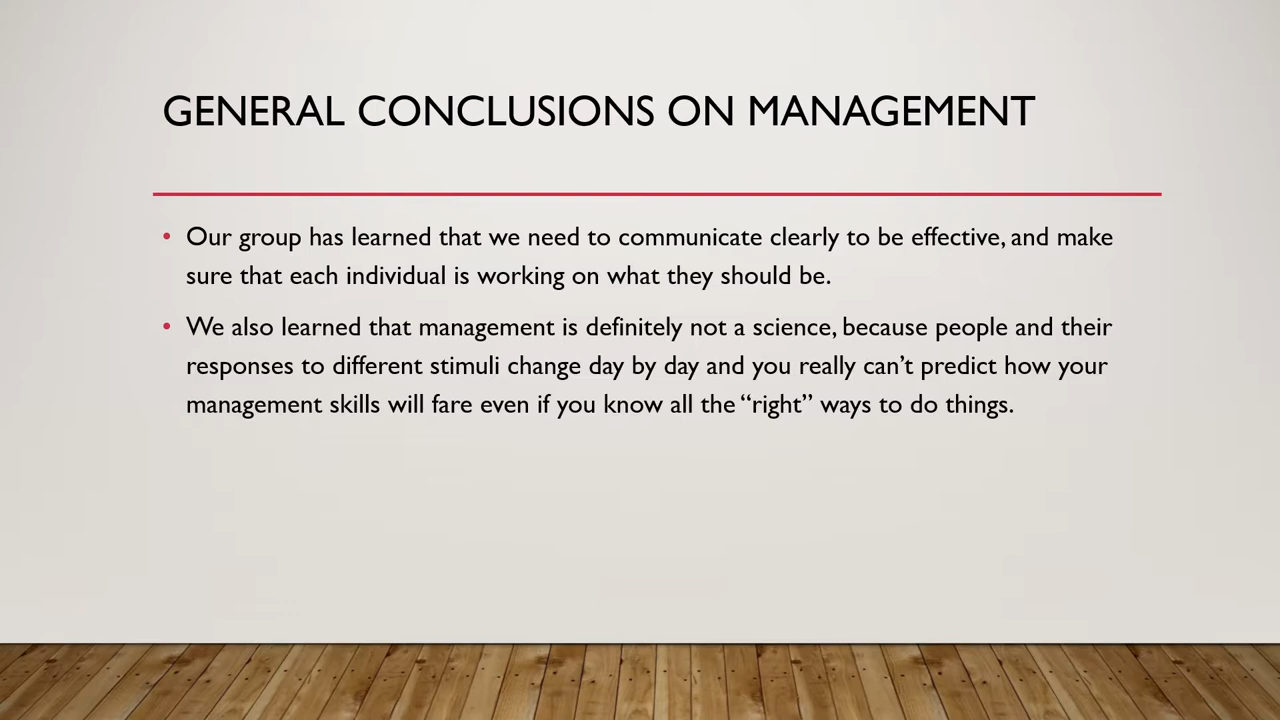 GENERAL CONCLUSIONS ON MANAGEMENT
• Our group has learned that we need to communicate clearly to be effective, and make
sure that each individual is working on what they should be.
• We also learned that management is definitely not a science, because people and their
responses to different stimuli change day by day and you really can’t predict how your
management skills will fare even if you know all the “right” ways to do things.